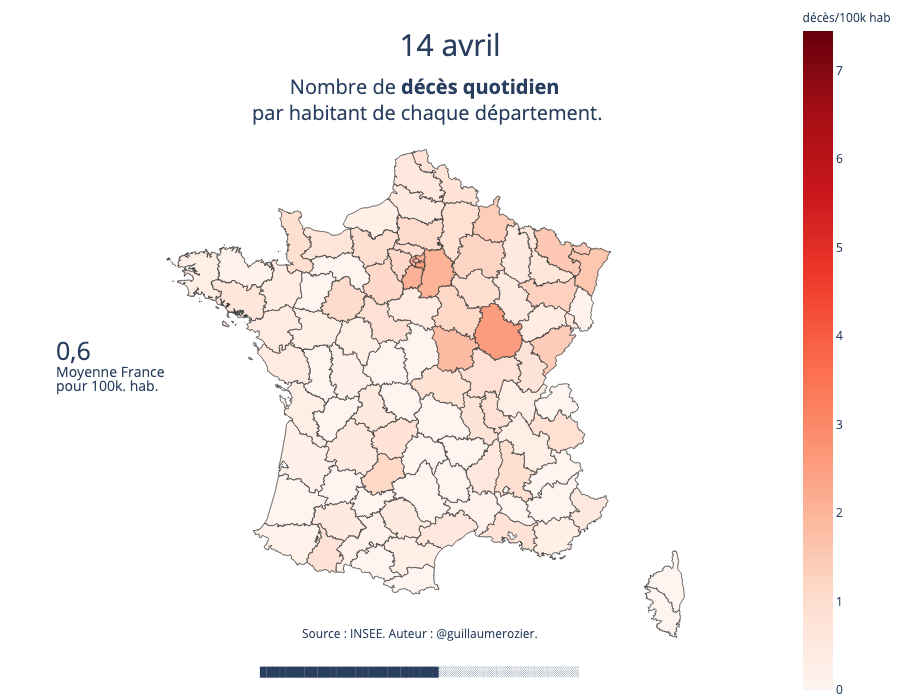 décès/100k hab
14 avril
Nombre de décès quotidien
par habitant de chaque département.
7
6
5
4
3
2
1
0
0,6
Moyenne France
pour 100k. hab.
Source : INSEE. Auteur : @guillaumerozier.